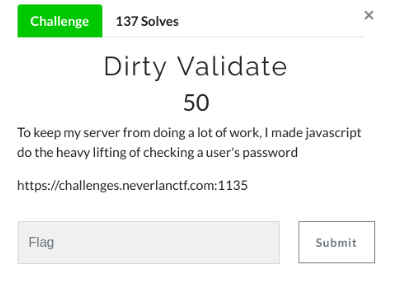 Challenge 137 Solves ×
Dirty Validate
50
To keep my server from doing a lot of work, I made javascript
do the heavy lifting of checking a user's password
https://challenges.neverlanctf.com:1135
Flag Submit